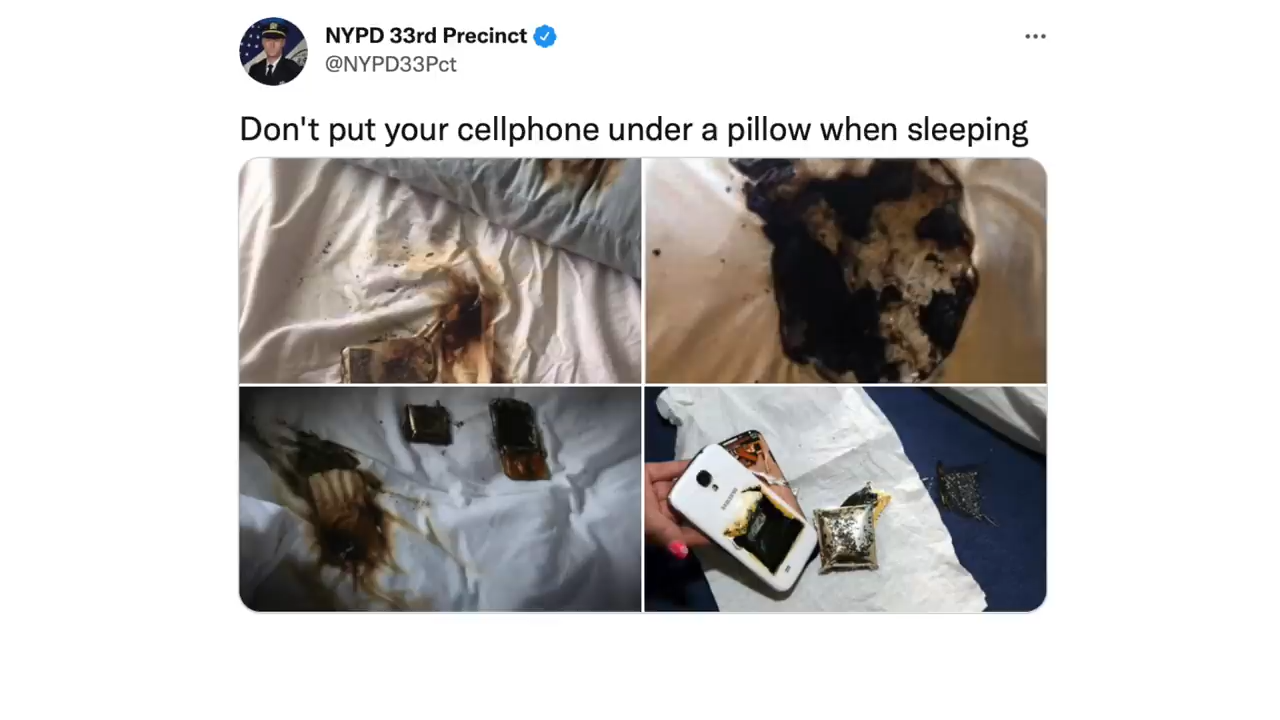 NYPD 33rd Precinct
@NYPD33Pct
Don't put your cellphone under a pillow when sleeping
SAMSUNG